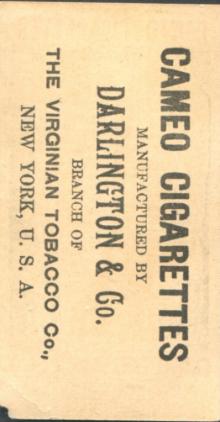 CAMEO CIGARETTES
MANUFACTURED BY
DARLINGTON & Co.
BRANCH OF
THE VIRGINIAN TOBACCO Co.,
NEW YORK, U. S. A.